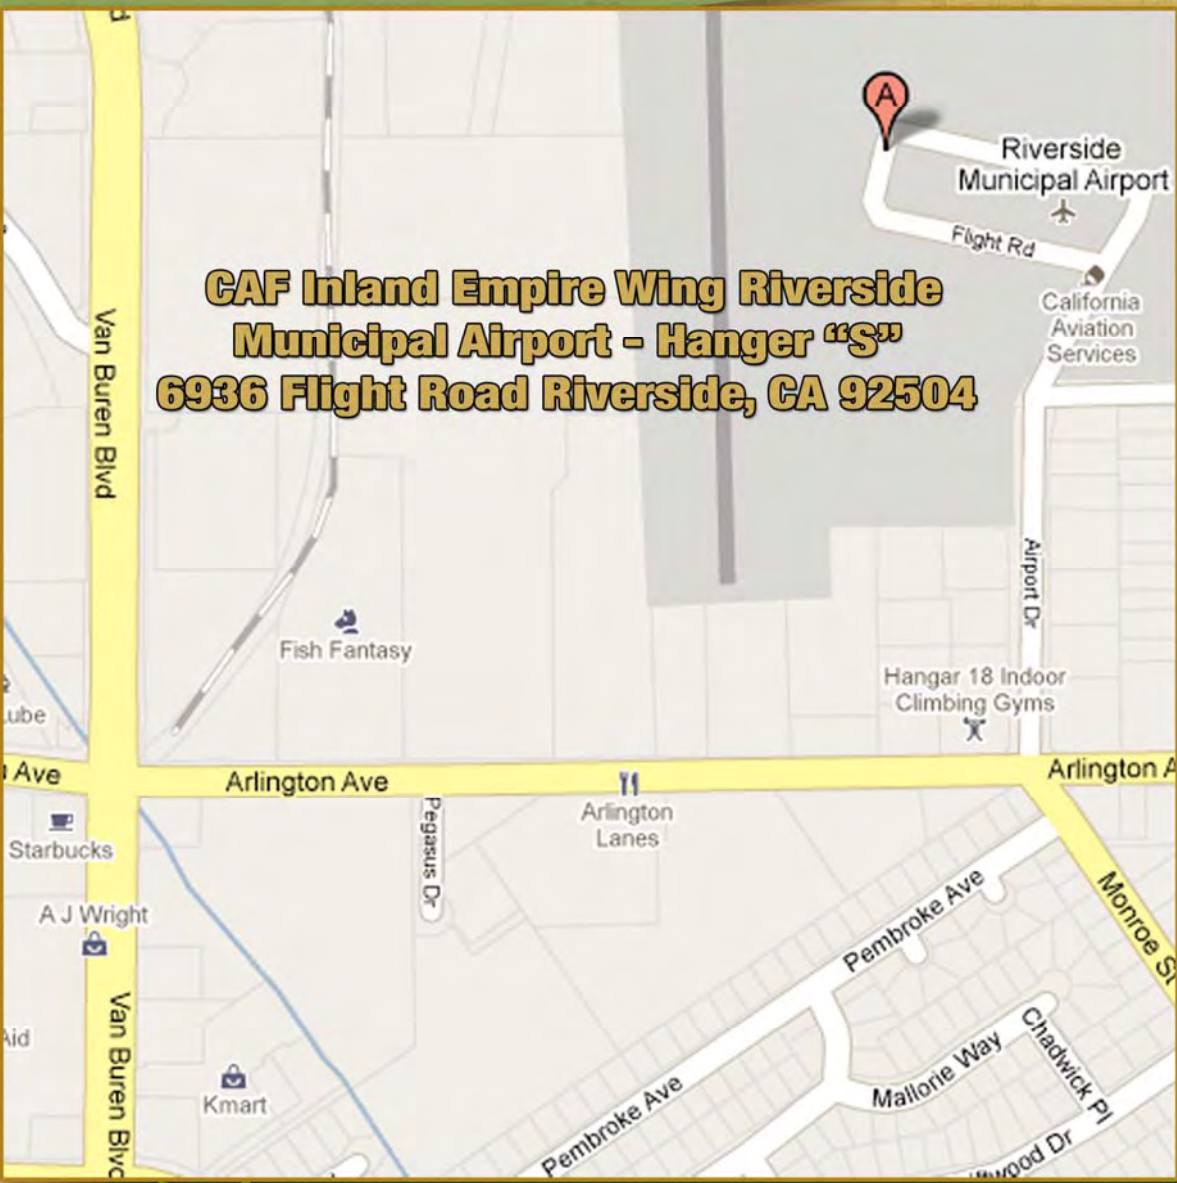 A
Riverside
Municipal Airport
Flight Rd
CAF Inland Empire Wing Riverside
Municipal Airport - Hanger “S”
6936 Flight Road Riverside, CA 92504
California
Aviation
Services
Van Buren Blvd
Airport Dr
Fish Fantasy
Hangar 18 Indoor
Climbing Gyms
Ave
Arlington Ave
Arlington A
Arlington
Lanes
Pegasus Dr
Starbucks
A J Wright
Pembroke Ave
Monroe St
Van Buren Blvd
Kmart
Pembroke Ave
Mallorie Way
Chadwick Pl
wood Dr